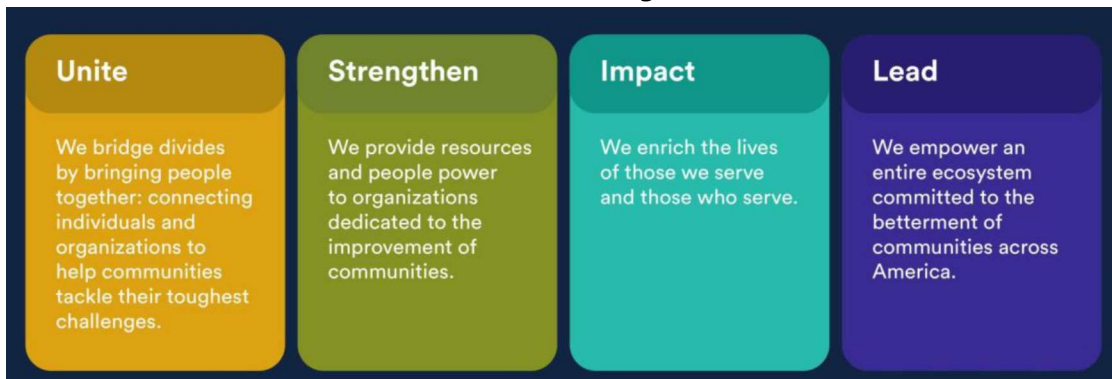 Unite
We bridge divides
by bringing people
together: connecting
individuals and
organizations to
help communities
tackle their toughest
challenges.
Strengthen
We provide resources
and people power
to organizations
dedicated to the
improvement of
communities.
Impact
We enrich the lives
of those we serve
and those who serve.
Lead
We empower an
entire ecosystem
committed to the
betterment of
communities across
America.